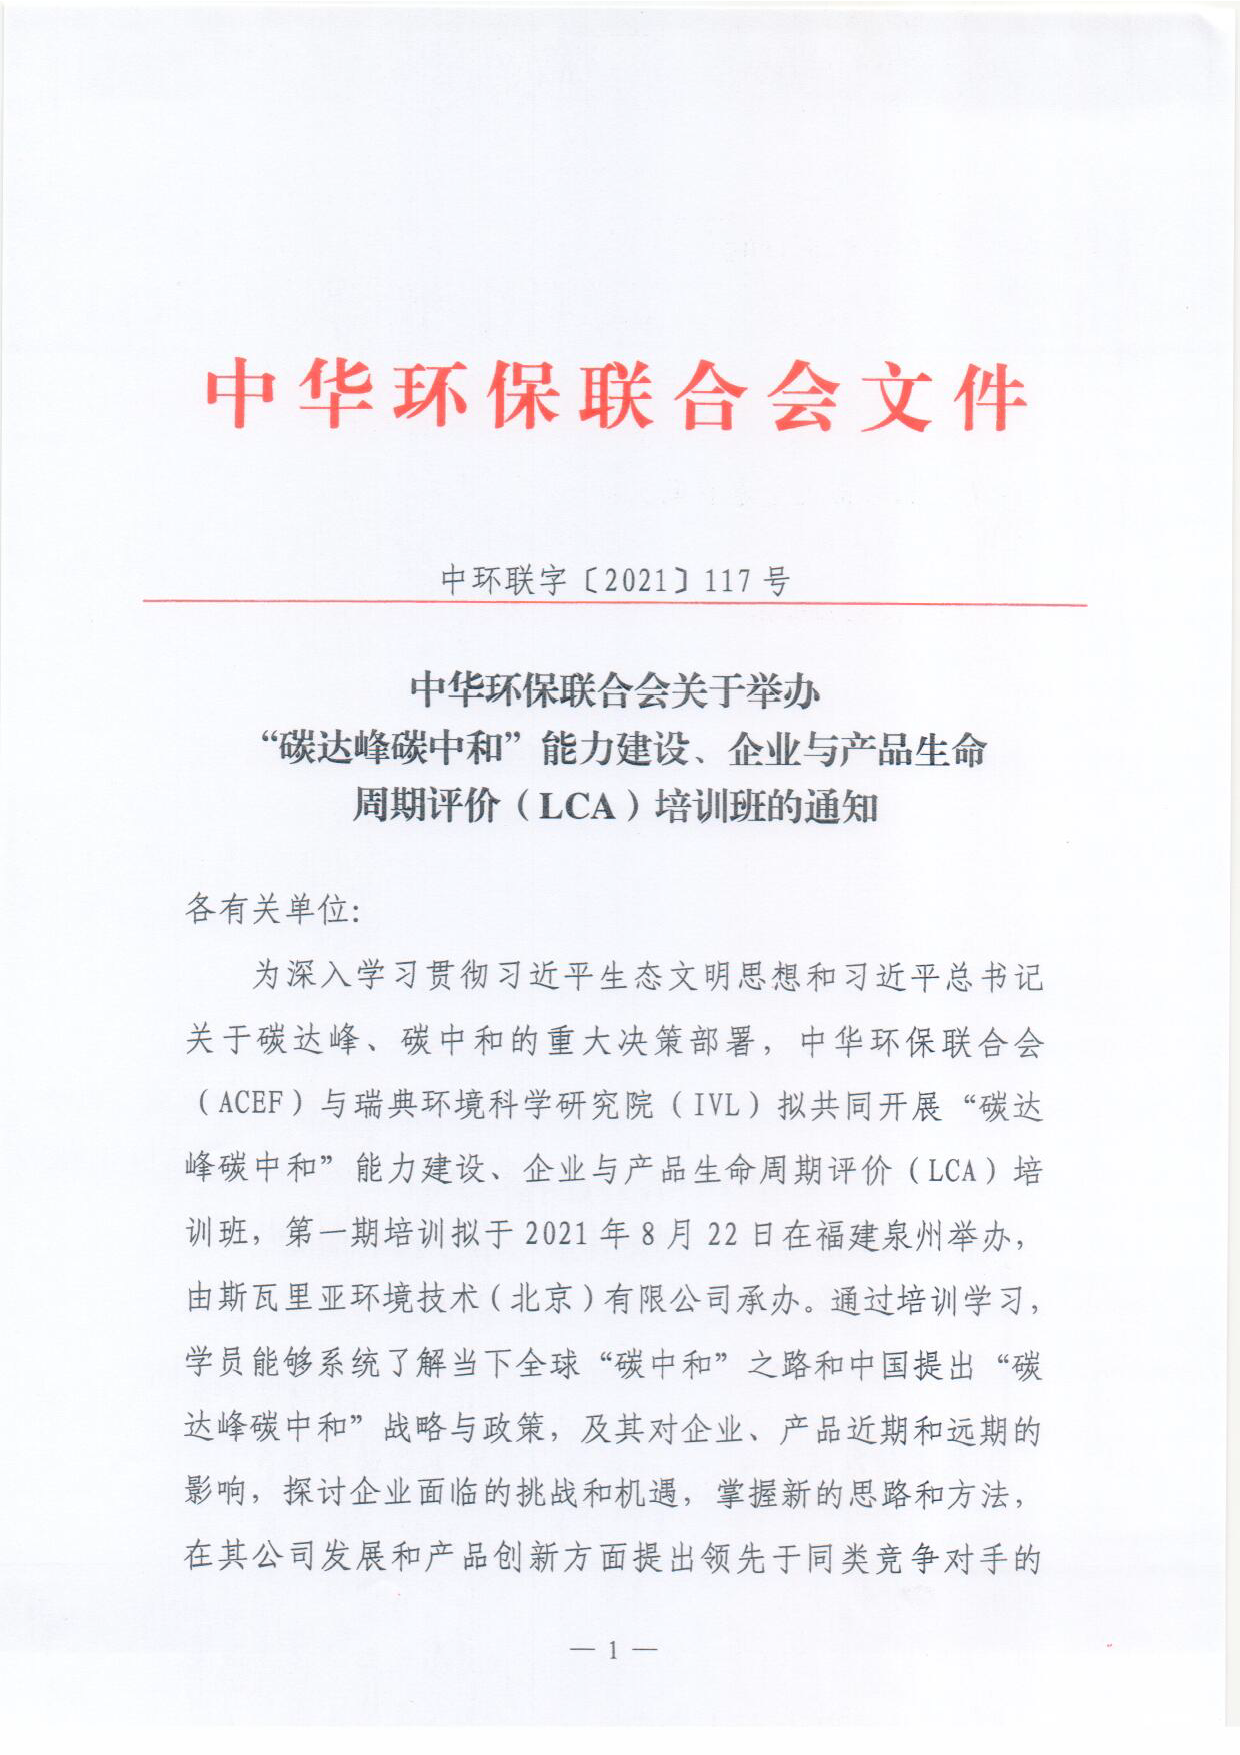 中华环保联合会文件
中环联字〔2021〕117号
中华环保联合会关于举办
“碳达峰碳中和”能力建设、企业与产品生命
周期评价（LCA）培训班的通知
各有关单位：
为深入学习贯彻习近平生态文明思想和习近平总书记
关于碳达峰、碳中和的重大决策部署，中华环保联合会
（ACEF）与瑞典环境科学研究院（IVL）拟共同开展“碳达
峰碳中和”能力建设、企业与产品生命周期评价（LCA）培
训班，第一期培训拟于2021年8月22日在福建泉州举办，
由斯瓦里亚环境技术（北京）有限公司承办。通过培训学习，
学员能够系统了解当下全球“碳中和”之路和中国提出“碳
达峰碳中和”战略与政策，及其对企业、产品近期和远期的
影响，探讨企业面临的挑战和机遇，掌握新的思路和方法，
在其公司发展和产品创新方面提出领先于同类竞争对手的
— 1 —